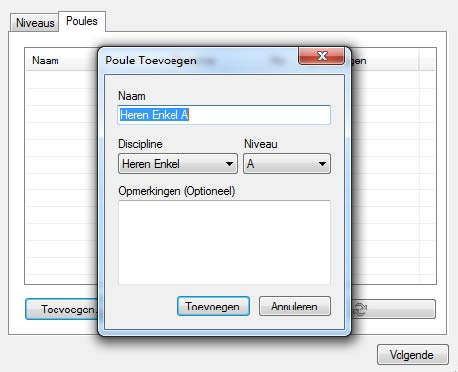 Niveaus Poules
Naam
Poule Toevoegen
Naam
Heren Enkel A
Discipline Niveau
Heren Enkel A
Opmerkingen (Optioneel)
Toevoegen Annuleren
Toevoegen
Volgende